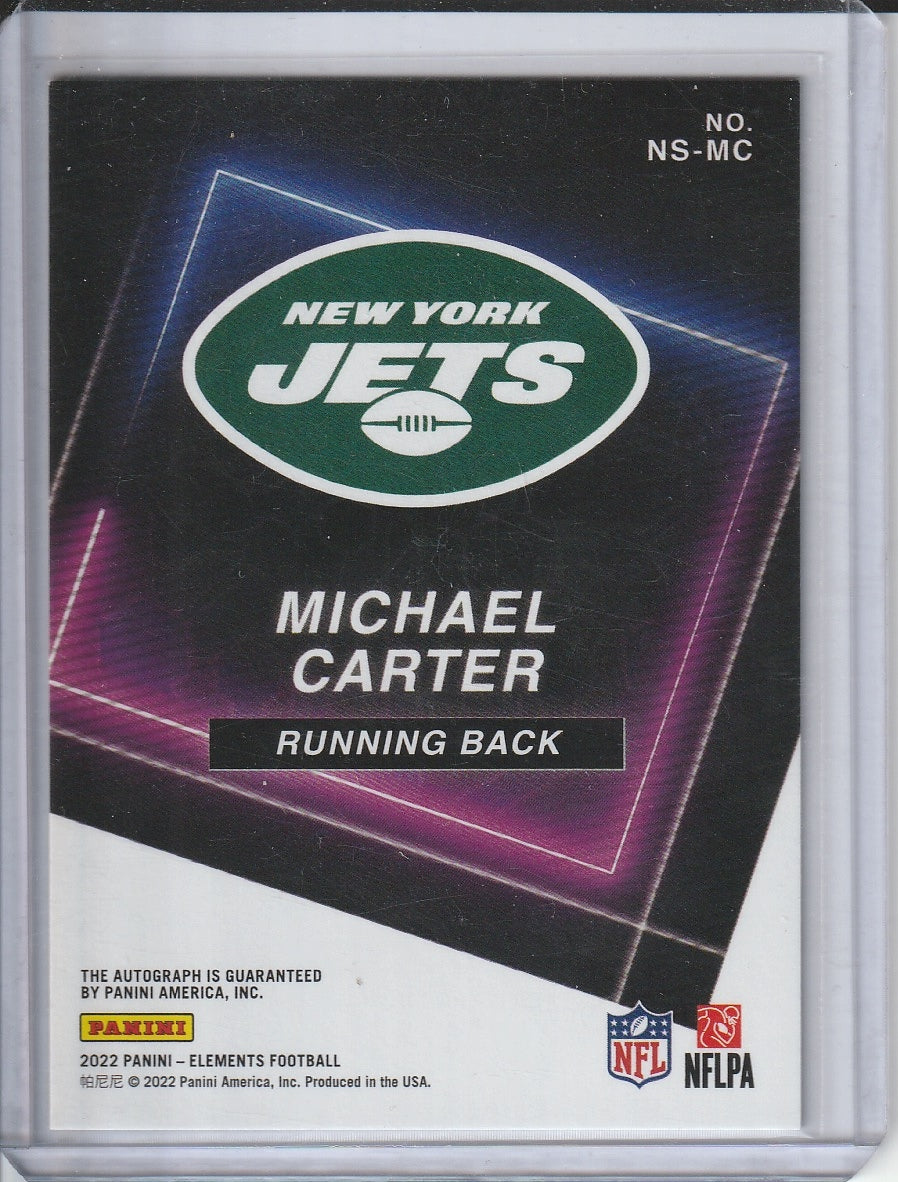 NO.
NS-MC
NEW YORK
JETS
MICHAEL
CARTER
RUNNING BACK
THE AUTOGRAPH IS GUARANTEED
BY PANINI AMERICA, INC.
PANINI
2022 PANINI – ELEMENTS FOOTBALL
帕尼尼 © 2022 Panini America, Inc. Produced in the USA.
NFL
NFLPA